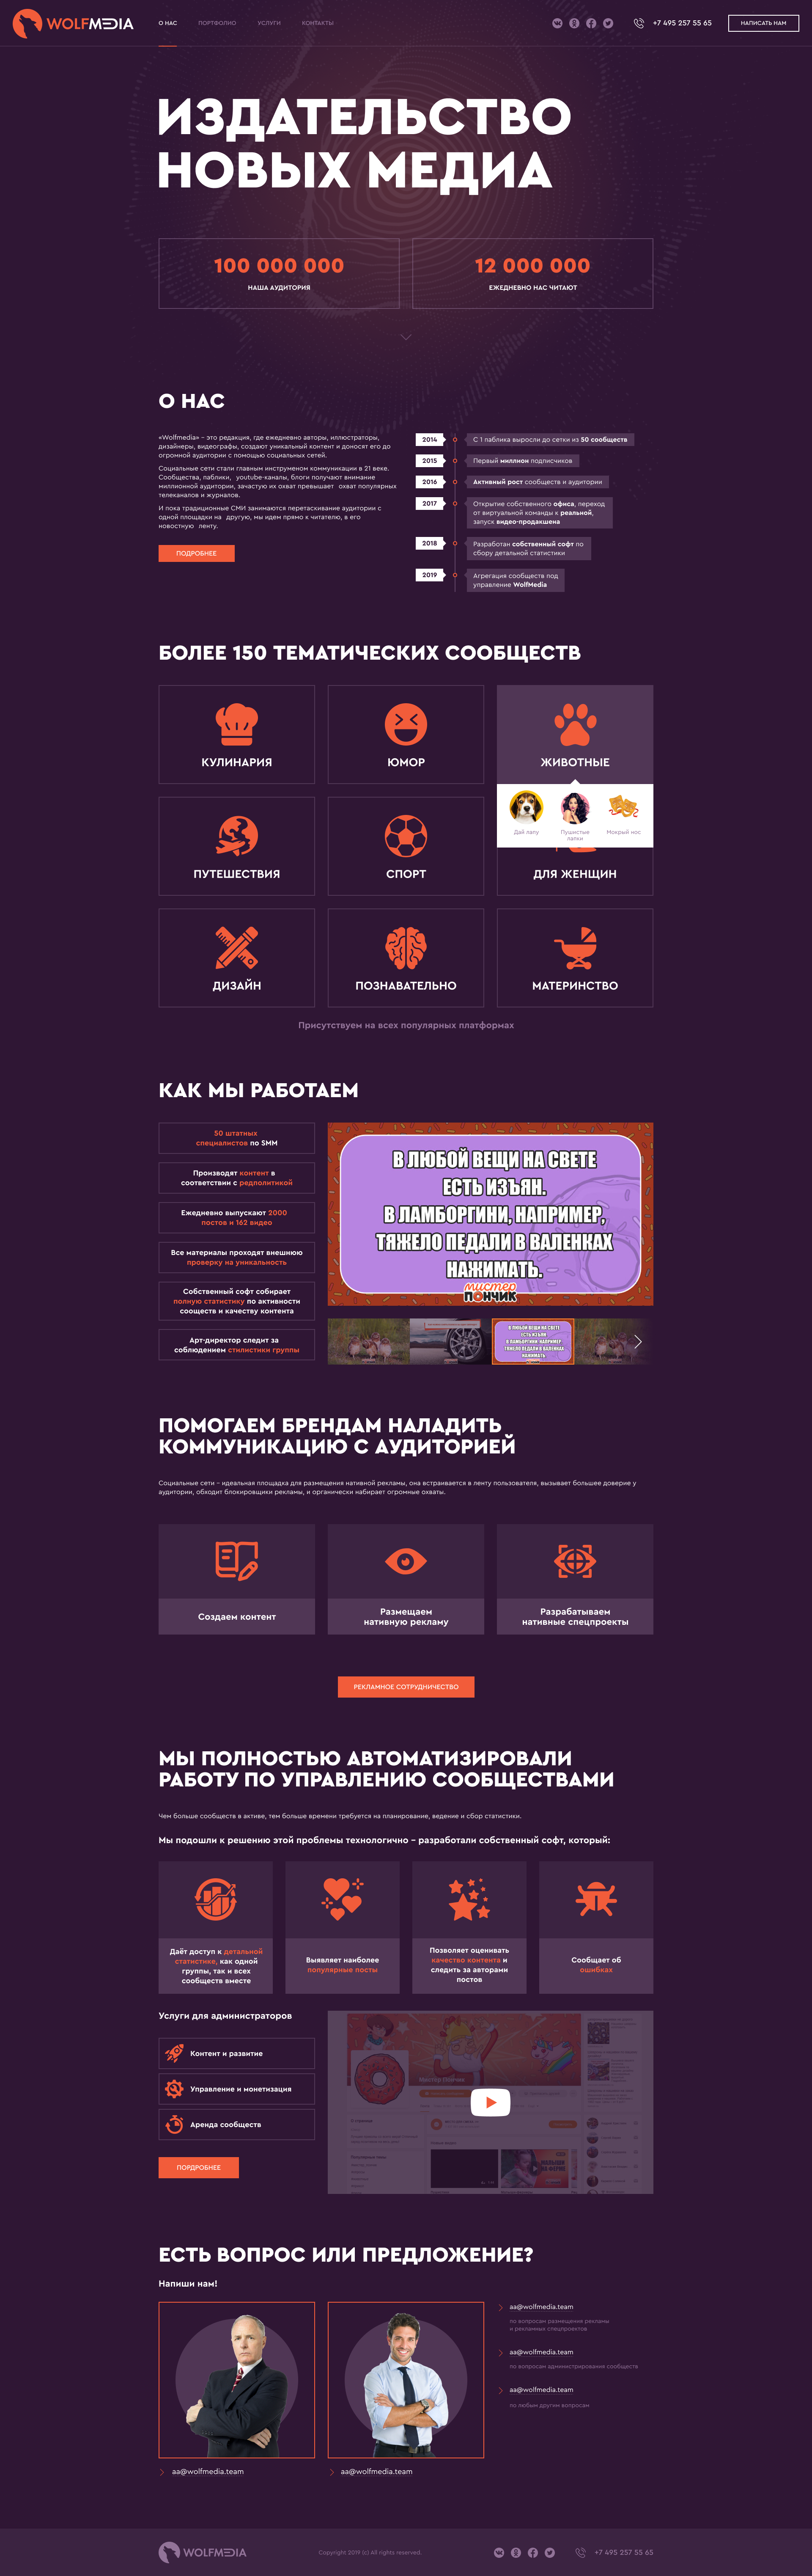 WOLFMEDIA
О НАС
ПОРТФОЛИО
УСЛУГИ
КОНТАКТЫ
+7 495 257 55 65
НАПИСАТЬ НАМ
ИЗДАТЕЛЬСТВО
НОВЫХ МЕДИА
100 000 000
НАША АУДИТОРИЯ
12 000 000
ЕЖЕДНЕВНО НАС ЧИТАЮТ
О НАС
«Wolfmedia» – это редакция, где ежедневно авторы, иллюстраторы,
дизайнеры, видеографы, создают уникальный контент и доносят его до
огромной аудитории с помощью социальных сетей.
Социальные сети стали главным инструменом коммуникации в 21 веке.
Сообщества, паблики, youtube-каналы, блоги получают внимание
миллионной аудитории, зачастую их охват превышает охват популярных
телеканалов и журналов.
И пока традиционные СМИ занимаются перетаскивание аудитории с
одной площадки на другую, мы идем прямо к читателю, в его
новостную ленту.
ПОДРОБНЕЕ
2014
С 1 паблика выросли до сетки из 50 сообществ
2015
Первый миллион подписчиков
2016
Активный рост сообществ и аудитории
2017
Открытие собственного офиса, переход
от виртуальной команды к реальной,
запуск видео-продакшена
2018
Разработан собственный софт по
сбору детальной статистики
2019
Агрегация сообществ под
управление WolfMedia
БОЛЕЕ 150 ТЕМАТИЧЕСКИХ СООБЩЕСТВ
КУЛИНАРИЯ
ЮМОР
ЖИВОТНЫЕ
Дай лапу
Пушистые
лапки
Мокрый нос
ПУТЕШЕСТВИЯ
СПОРТ
ДЛЯ ЖЕНЩИН
ДИЗАЙН
ПОЗНАВАТЕЛЬНО
МАТЕРИНСТВО
Присутствуем на всех популярных платформах
КАК МЫ РАБОТАЕМ
50 штатных
специалистов по SMM
Производят контент в
соответствии с редполитикой
Ежедневно выпускают 2000
постов и 162 видео
Все материалы проходят внешнюю
проверку на уникальность
Собственный софт собирает
полную статистику по активности
сооществ и качеству контента
Арт-директор следит за
соблюдением стилистики группы
В ЛЮБОЙ ВЕЩИ НА СВЕТЕ
ЕСТЬ ИЗЪЯН.
В ЛАМБОРГИНИ, НАПРИМЕР,
ТЯЖЕЛО ПЕДАЛИ В ВАЛЕНКАХ
НАЖИМАТЬ.
мистер
ПОНЧИК
В ЛЮБОЙ ВЕЩИ НА СВЕТЕ
ЕСТЬ ИЗЪЯН.
В ЛАМБОРГИНИ, НАПРИМЕР,
ТЯЖЕЛО ПЕДАЛИ В ВАЛЕНКАХ
НАЖИМАТЬ.
ПОМОГАЕМ БРЕНДАМ НАЛАДИТЬ
КОММУНИКАЦИЮ С АУДИТОРИЕЙ
Социальные сети – идеальная площадка для размещения нативной рекламы, она встраивается в ленту пользователя, вызывает большее доверие у
аудитории, обходит блокировщики рекламы, и органически набирает огромные охваты.
Создаем контент
Размещаем
нативную рекламу
Разрабатываем
нативные спецпроекты
РЕКЛАМНОЕ СОТРУДНИЧЕСТВО
МЫ ПОЛНОСТЬЮ АВТОМАТИЗИРОВАЛИ
РАБОТУ ПО УПРАВЛЕНИЮ СООБЩЕСТВАМИ
Чем больше сообществ в активе, тем больше времени требуется на планирование, ведение и сбор статистики.
Мы подошли к решению этой проблемы технологично – разработали собственный софт, который:
Даёт доступ к детальной
статистике, как одной
группы, так и всех
сообществ вместе
Выявляет наиболее
популярные посты
Позволяет оценивать
качество контента и
следить за авторами
постов
Сообщает об
ошибках
Услуги для администраторов
Контент и развитие
Управление и монетизация
Аренда сообществ
ПОРДРОБНЕЕ
Мистер Пончик
ЕСТЬ ВОПРОС ИЛИ ПРЕДЛОЖЕНИЕ?
Напиши нам!
aa@wolfmedia.team
по вопросам размещения рекламы
и рекламных спецпроектов
aa@wolfmedia.team
по вопросам администрирования сообществ
aa@wolfmedia.team
по любым другим вопросам
aa@wolfmedia.team
aa@wolfmedia.team
WOLFMEDIA
Copyright 2019 (c) All rights reserved.
+7 495 257 55 65